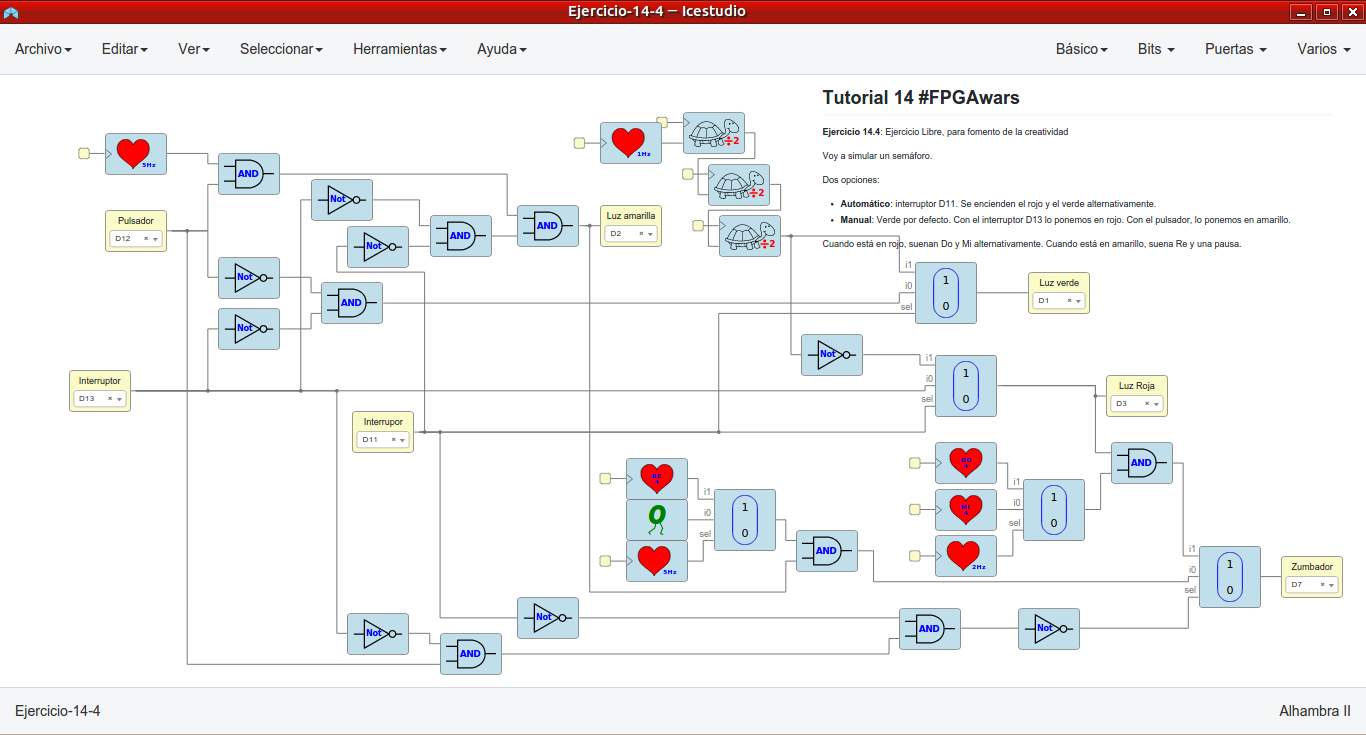 Ejercicio-14-4 — Icestudio
Archivo Editar Ver Seleccionar Herramientas Ayuda Básico Bits Puertas Varios
Tutorial 14 #FPGAwars
Ejercicio 14.4: Ejercicio Libre, para fomento de la creatividad
Voy a simular un semáforo.
Dos opciones:
• Automático: interruptor D11. Se encienden el rojo y el verde alternativamente.
• Manual: Verde por defecto. Con el interruptor D13 lo ponemos en rojo. Con el pulsador, lo ponemos en amarillo.
Cuando está en rojo, suenan Do y Mi alternativamente. Cuando está en amarillo, suena Re y una pausa.
5Hz
AND
1Hz
÷2
÷2
÷2
Pulsador
D12
Not
Not
AND
AND
Luz amarilla
D2
Not
AND
Not
i1
i0
sel
1
0
Luz verde
D1
Not
i1
i0
sel
1
0
Luz Roja
D3
Interruptor
D13
Interrupor
D11
AND
RE
4
0
5Hz
i1
i0
sel
1
0
AND
DO
4
MI
4
2Hz
i1
i0
sel
1
0
i1
i0
sel
1
0
Zumbador
D7
Not
Not
AND
AND
Not
Ejercicio-14-4
Alhambra II